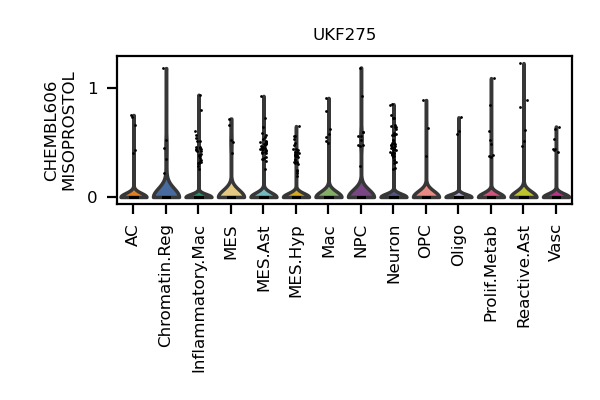 UKF275
CHEMBL606
MISOPROSTOL
1
0
AC
Chromatin.Reg
Inflammatory.Mac
MES
MES.Ast
MES.Hyp
Mac
NPC
Neuron
OPC
Oligo
Prolif.Metab
Reactive.Ast
Vasc